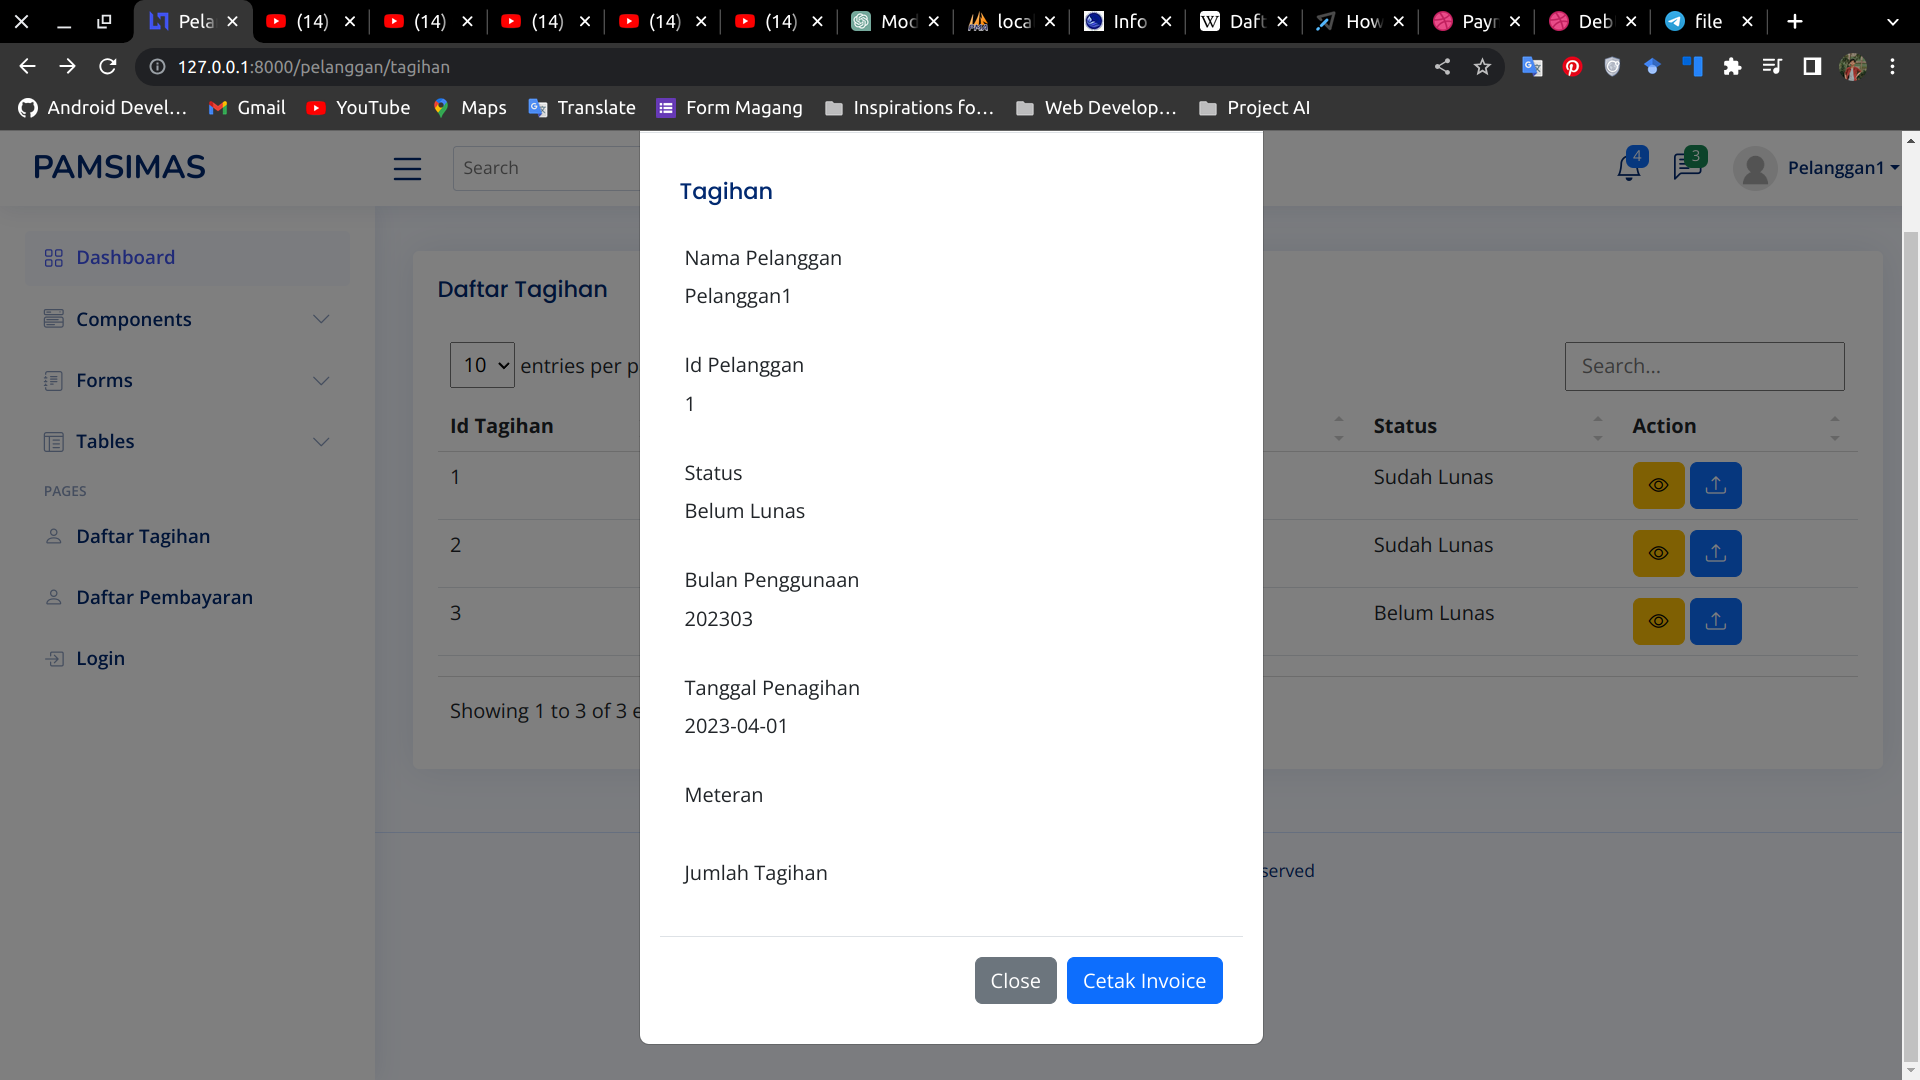 Pela
(14)
(14)
(14)
(14)
(14)
Mod
loca
Info
Daft
How
Payr
Deb
file
127.0.0.1:8000/pelanggan/tagihan
Android Devel...
Gmail
YouTube
Maps
Translate
Form Magang
Inspirations fo...
Web Develop...
Project AI
PAMSIMAS
Search
4
3
Pelanggan1
Dashboard
Components
Forms
Tables
PAGES
Daftar Tagihan
Daftar Pembayaran
Login
Daftar Tagihan
10 entries per p
Search...
Id Tagihan Status Action
1 Sudah Lunas
2 Sudah Lunas
3 Belum Lunas
Showing 1 to 3 of 3 e
served
Tagihan
Nama Pelanggan
Pelanggan1
Id Pelanggan
1
Status
Belum Lunas
Bulan Penggunaan
202303
Tanggal Penagihan
2023-04-01
Meteran
Jumlah Tagihan
Close Cetak Invoice